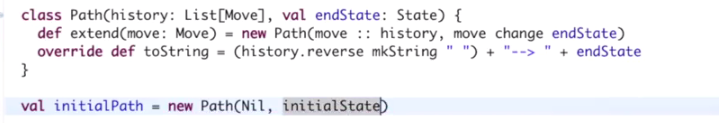 class Path(history: List[Move], val endState: State) {
def extend(move: Move) = new Path(move :: history, move change endState)
override def toString = (history.reverse mkString " ") + "--> " + endState
}
val initialPath = new Path(Nil, initialState)